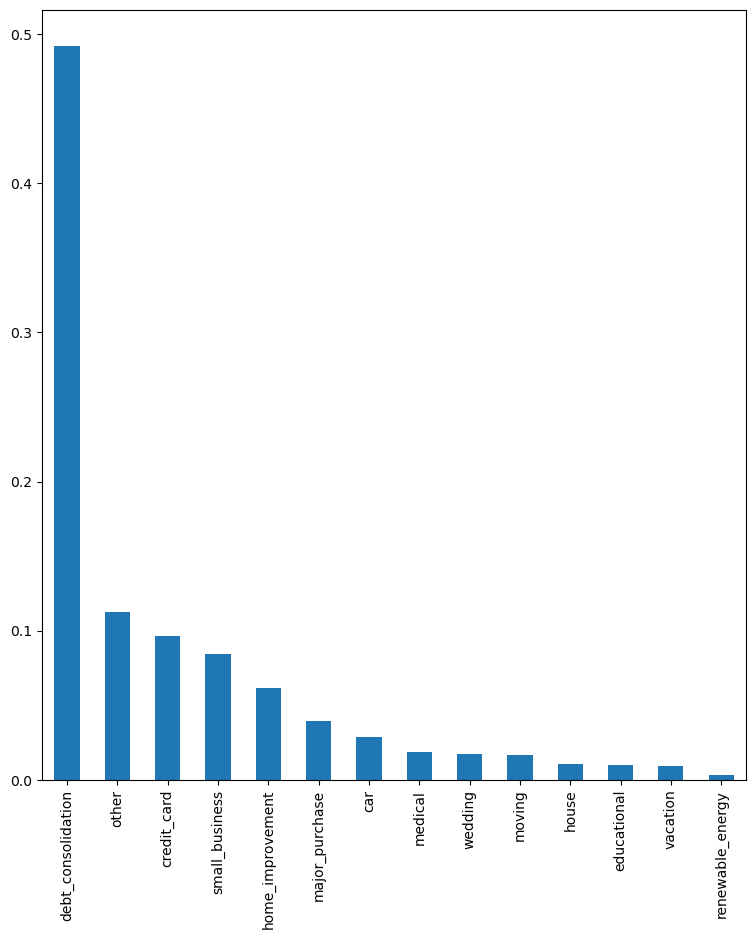 0.5
0.4
0.3
0.2
0.1
0.0
debt_consolidation
other
credit_card
small_business
home_improvement
major_purchase
car
medical
wedding
moving
house
educational
vacation
renewable_energy